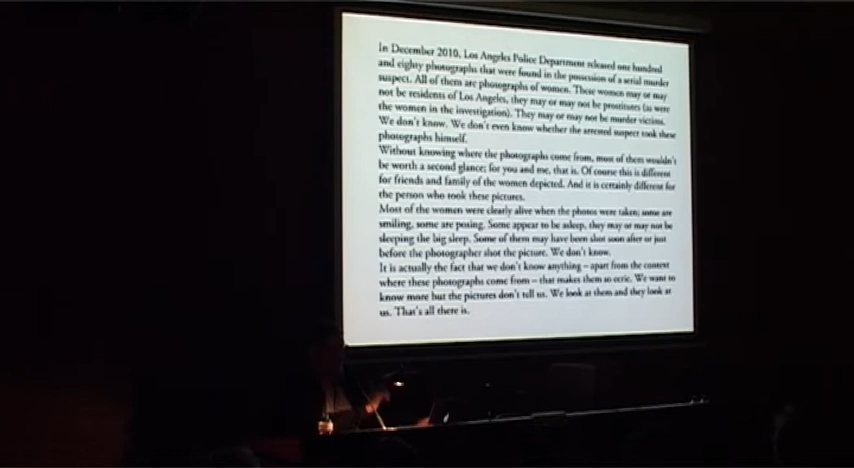 In December 2010, Los Angeles Police Department released one hundred
and eighty photographs that were found in the possession of a serial murder
suspect. All of them are photographs of women. These women may or may
not be residents of Los Angeles, they may or may not be prostitutes (as were
the women in the investigation). They may or may not be murder victims.
We don't know. We don't even know whether the arrested suspect took these
photographs himself.
Without knowing where the photographs come from, most of them wouldn't
be worth a second glance; for you and me, that is. Of course this is different
for friends and family of the women depicted. And it is certainly different for
the person who took these pictures.
Most of the women were clearly alive when the photos were taken; some are
smiling, some are posing. Some appear to be asleep, they may or may not be
sleeping the big sleep. Some of them may have been shot soon after or just
before the photographer shot the picture. We don't know.
It is actually the fact that we don't know anything – apart from the context
where these photographs come from – that makes them so eerie. We want to
know more but the pictures don't tell us. We look at them and they look at
us. That's all there is.